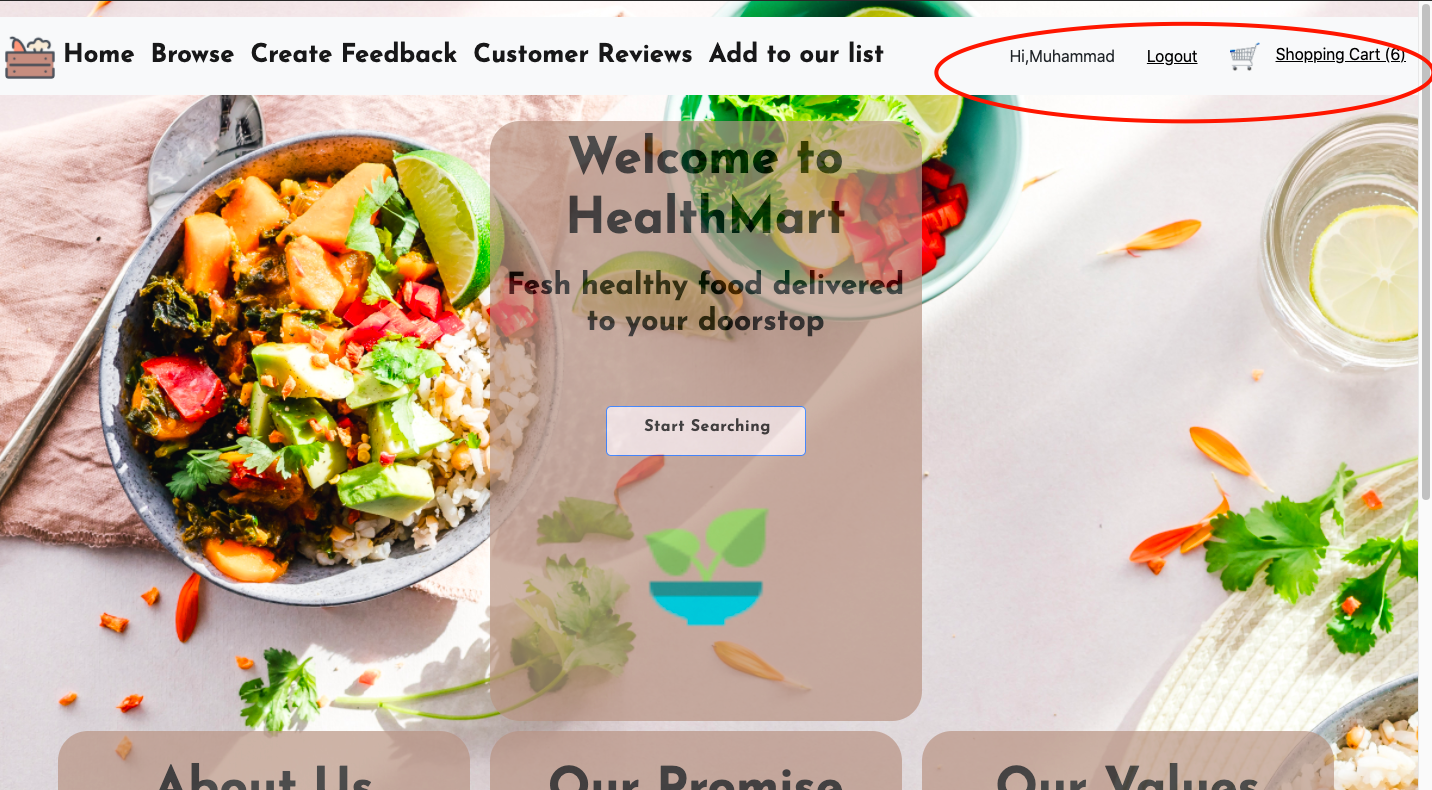 Home Browse Create Feedback Customer Reviews Add to our list Hi,Muhammad Logout Shopping Cart (6)
Welcome to
HealthMart
Fesh healthy food delivered
to your doorstop
Start Searching
About Us Our Promise Our Values